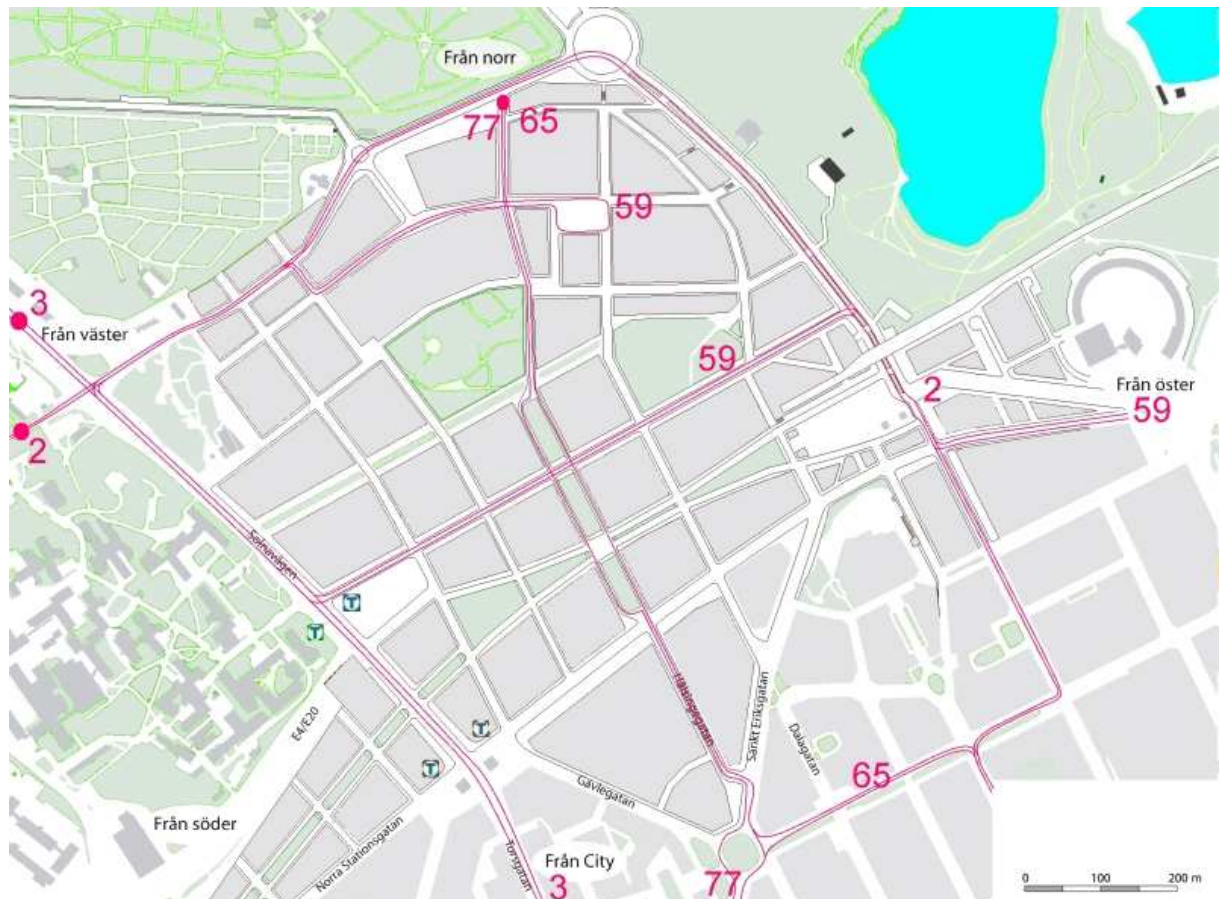 Från norr
77
65
59
3
Från väster
2
59
2
Från öster
59
Solnavägen
T
T
E4/E20
T
T
Hälsingegatan
Sankt Eriksgatan
Dalagatan
Gävlegatan
65
Från söder
Norra Stationsgatan
Torsgatan
Från City
3
77
0 100 200 m